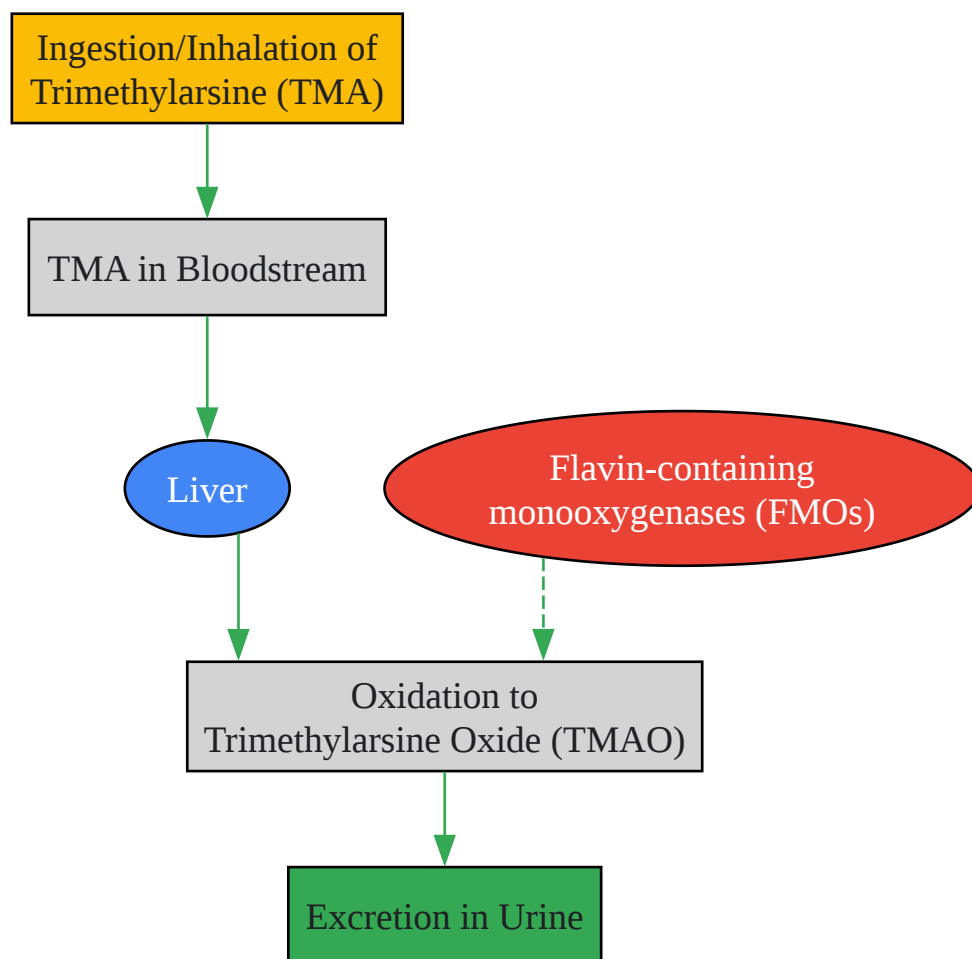 Ingestion/Inhalation of
Trimethylarsine (TMA)
TMA in Bloodstream
Liver
Flavin-containing
monooxygenases (FMOs)
Oxidation to
Trimethylarsine Oxide (TMAO)
Excretion in Urine